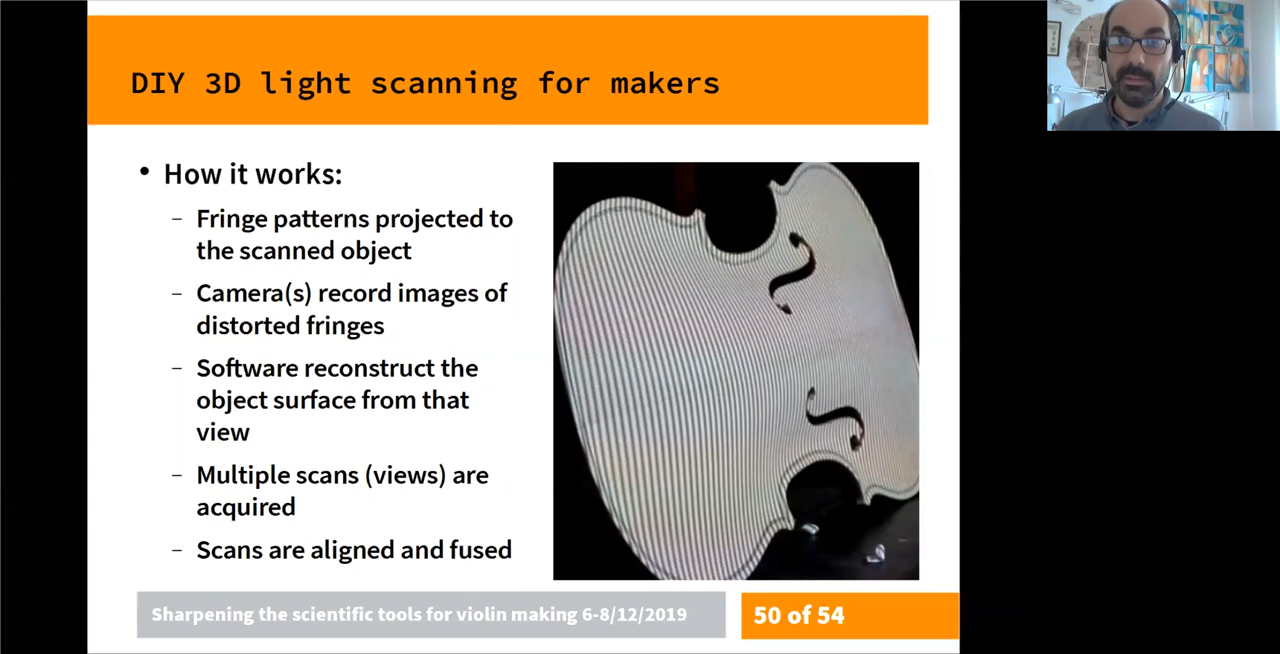 DIY 3D light scanning for makers
• How it works:
– Fringe patterns projected to
the scanned object
– Camera(s) record images of
distorted fringes
– Software reconstruct the
object surface from that
view
– Multiple scans (views) are
acquired
– Scans are aligned and fused
Sharpening the scientific tools for violin making 6-8/12/2019
50 of 54